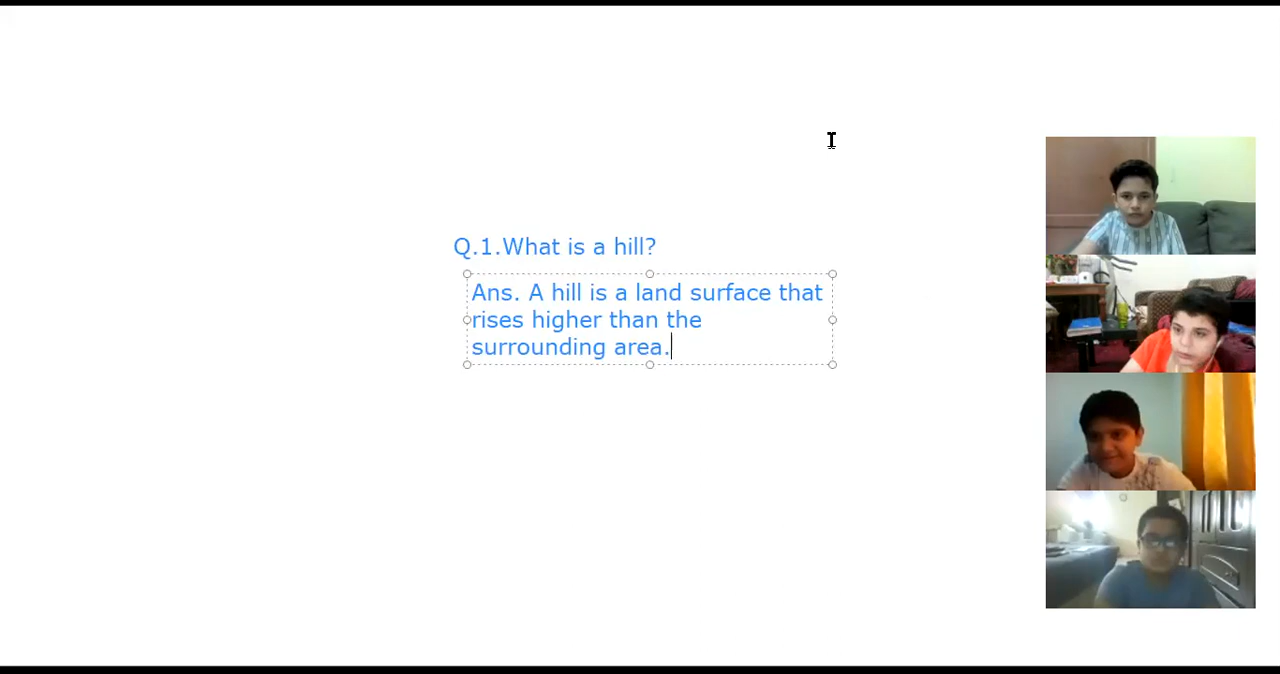 Q.1.What is a hill?
Ans. A hill is a land surface that
rises higher than the
surrounding area.